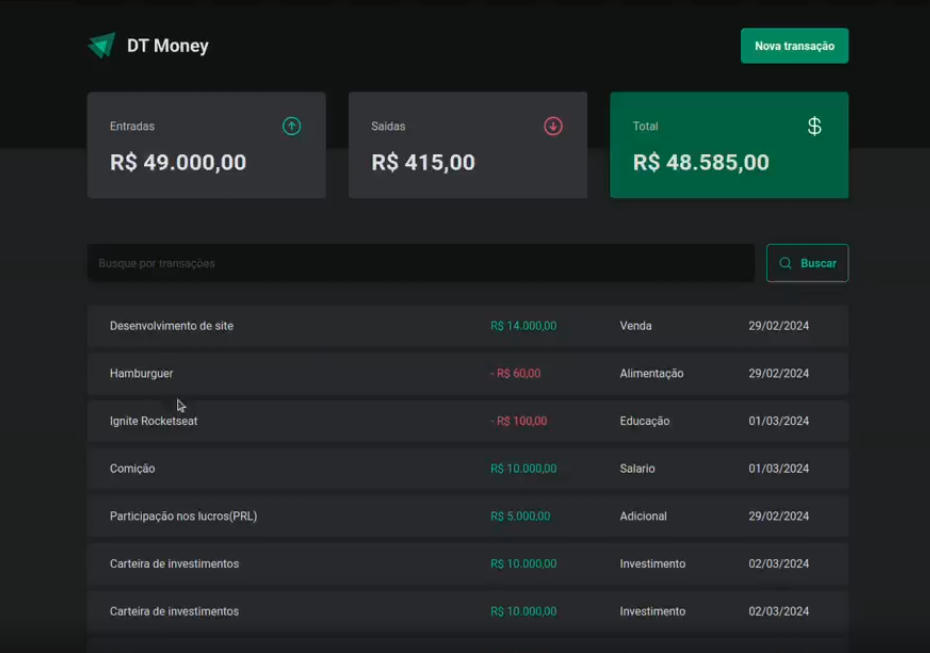 DT Money
Nova transação
Entradas
R$ 49.000,00
Saídas
R$ 415,00
Total
$
R$ 48.585,00
Busque por transações
Buscar
Desenvolvimento de site R$ 14.000,00 Venda 29/02/2024
Hamburguer - R$ 60,00 Alimentação 29/02/2024
Ignite Rocketseat - R$ 100,00 Educação 01/03/2024
Comição R$ 10.000,00 Salario 01/03/2024
Participação nos lucros(PRL) R$ 5.000,00 Adicional 29/02/2024
Carteira de investimentos R$ 10.000,00 Investimento 02/03/2024
Carteira de investimentos R$ 10.000,00 Investimento 02/03/2024